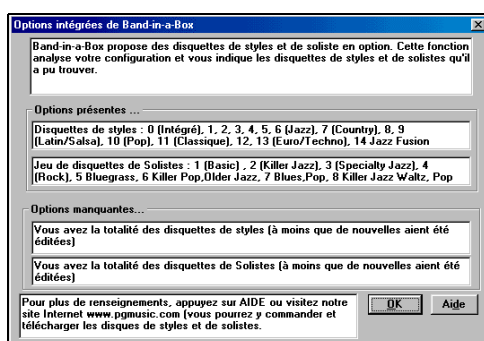 Options intégrées de Band-in-a-Box
Band-in-a-Box propose des disquettes de styles et de soliste en option. Cette fonction
analyse votre configuration et vous indique les disquettes de styles et de solistes qu'il
a pu trouver.
Options présentes ...
Disquettes de styles : 0 (Intégré), 1, 2, 3, 4, 5, 6 (Jazz), 7 (Country), 8, 9
(Latin/Salsa), 10 (Pop), 11 (Classique), 12, 13 (Euro/Techno), 14 Jazz Fusion
Jeu de disquettes de Solistes : 1 (Basic) , 2 (Killer Jazz), 3 (Specialty Jazz), 4
(Rock), 5 Bluegrass, 6 Killer Pop,Older Jazz, 7 Blues,Pop, 8 Killer Jazz Waltz, Pop
Options manquantes...
Vous avez la totalité des disquettes de styles (à moins que de nouvelles aient été
éditées)
Vous avez la totalité des disquettes de Solistes (à moins que de nouvelles aient été
éditées)
Pour plus de renseignements, appuyez sur AIDE ou visitez notre
site Internet www.pgmusic.com (vous pourrez y commander et
télécharger les disques de styles et de solistes.
OK
Aide